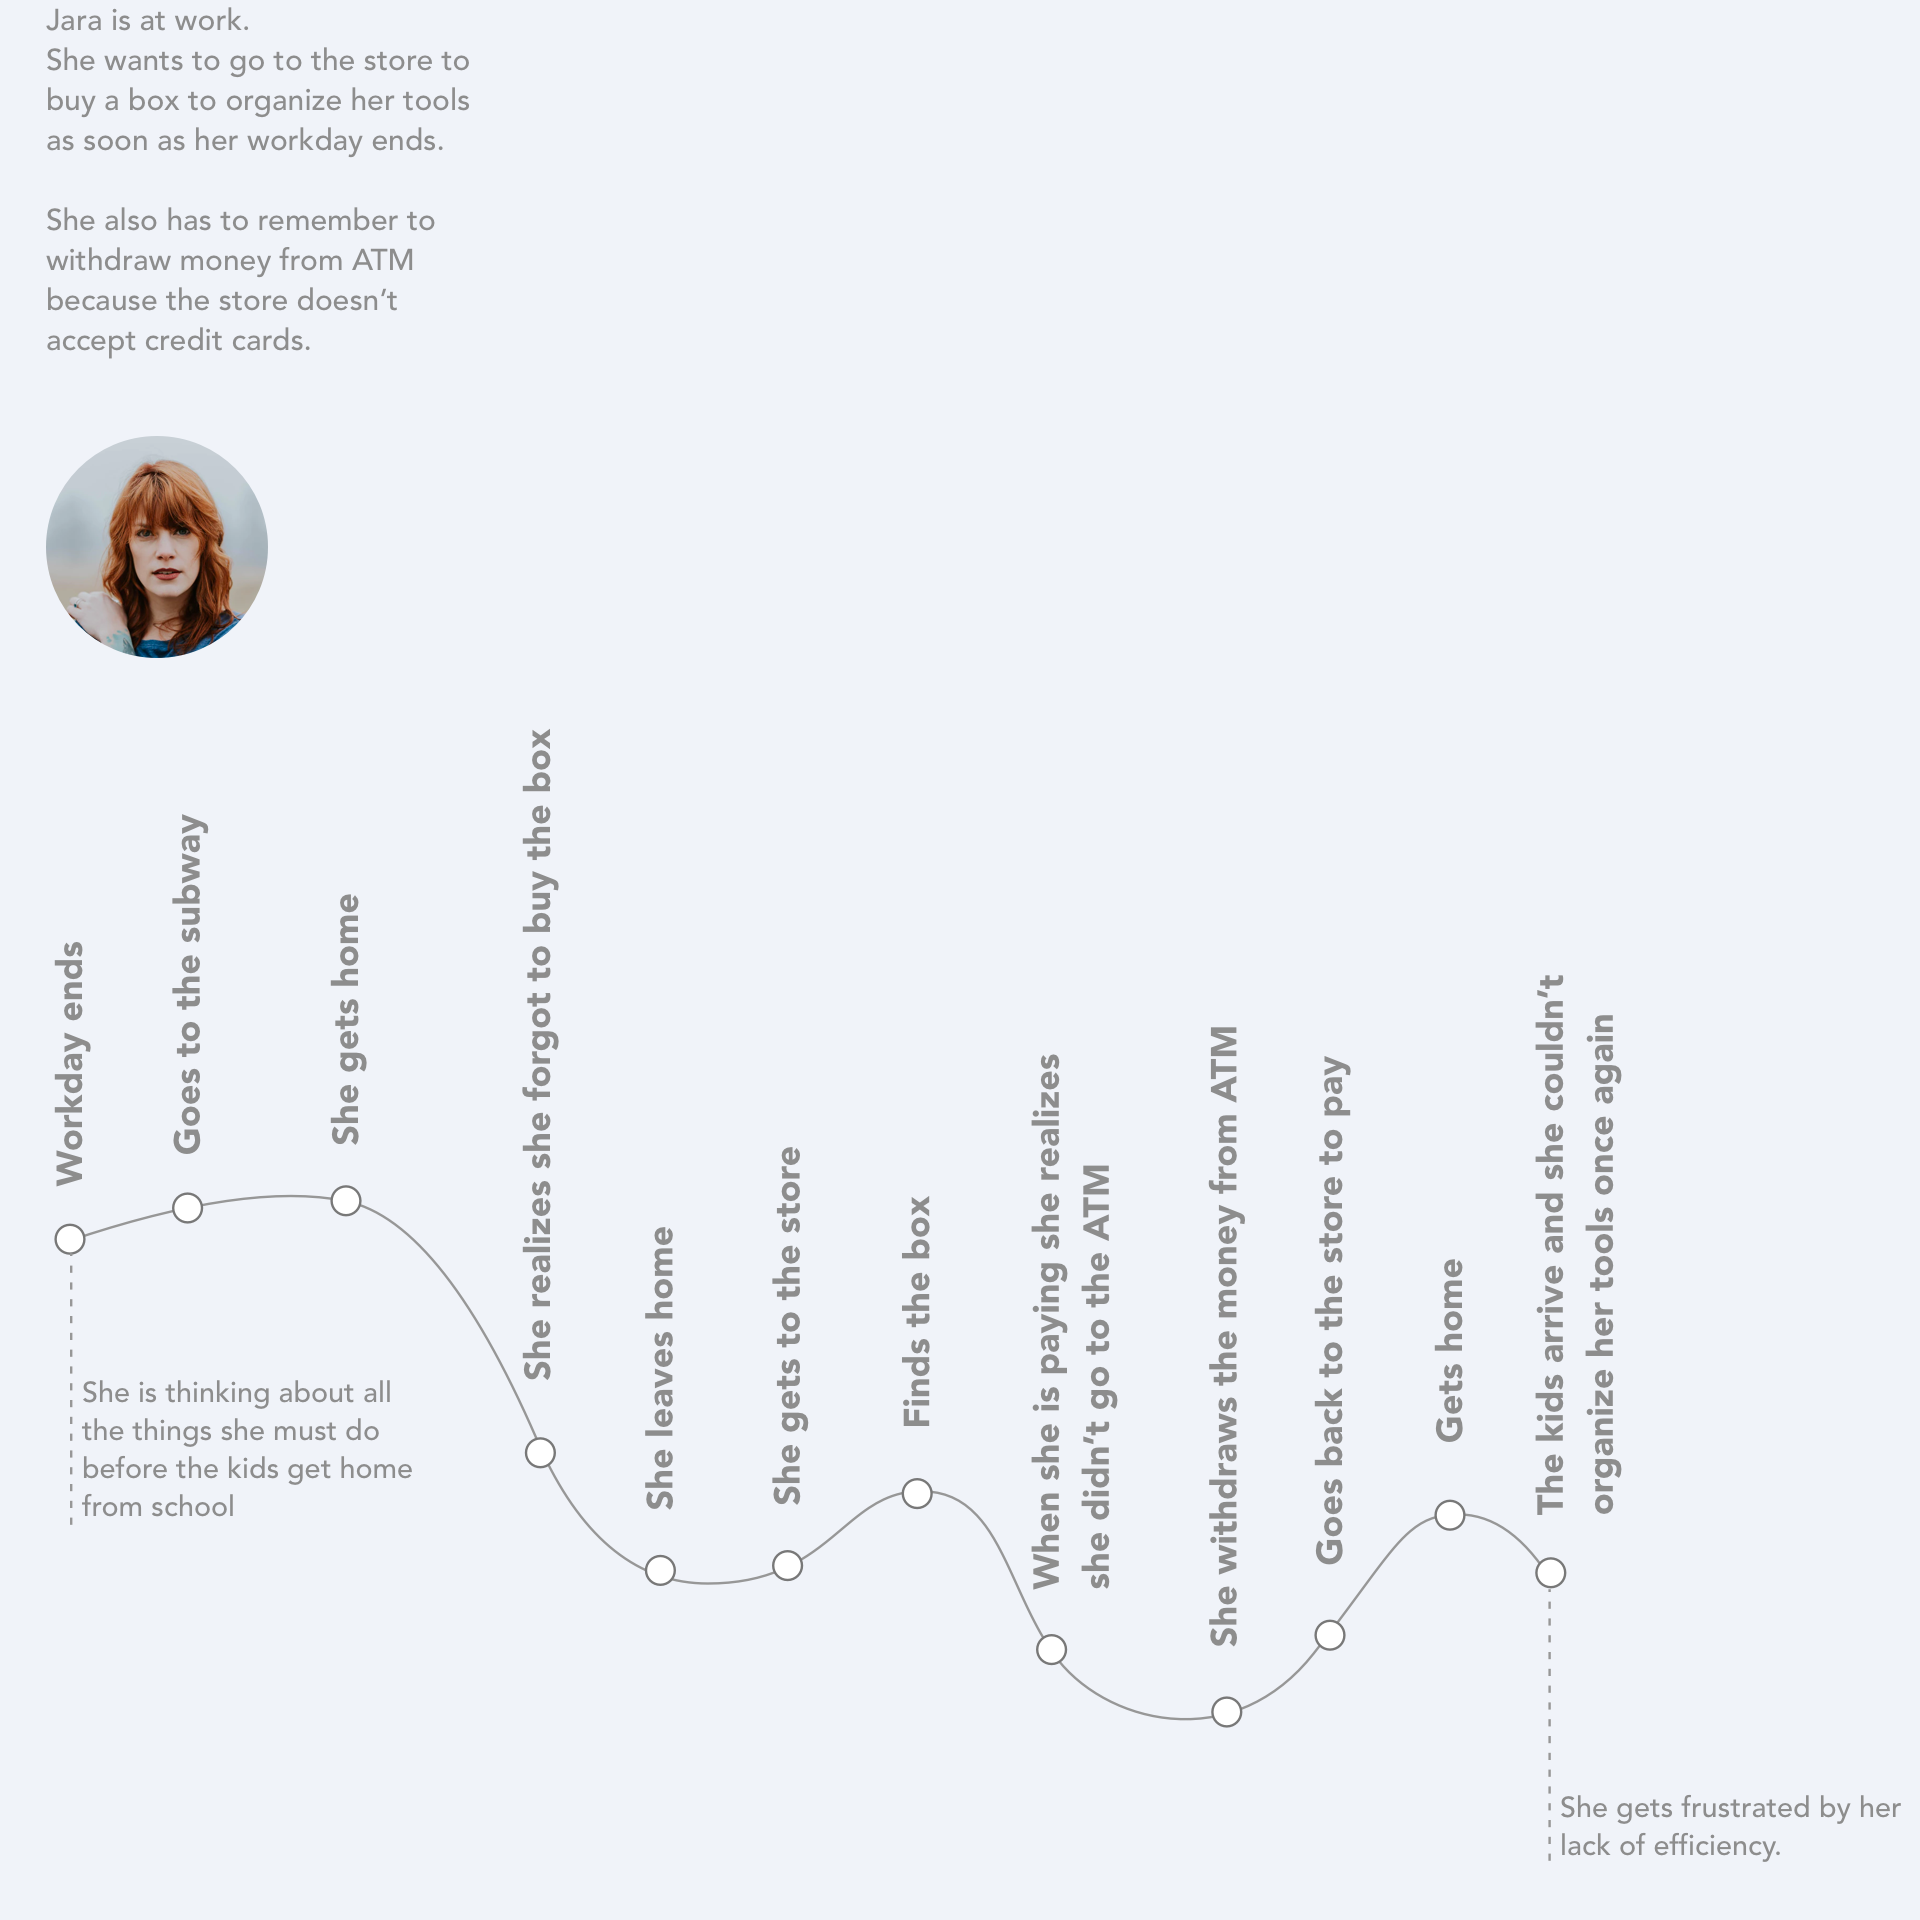 Jara is at work.
She wants to go to the store to
buy a box to organize her tools
as soon as her workday ends.
She also has to remember to
withdraw money from ATM
because the store doesn’t
accept credit cards.
Workday ends
Goes to the subway
She gets home
She realizes she forgot to buy the box
She leaves home
She gets to the store
Finds the box
When she is paying she realizes
she didn’t go to the ATM
She withdraws the money from ATM
Goes back to the store to pay
Gets home
The kids arrive and she couldn’t
organize her tools once again
She is thinking about all
the things she must do
before the kids get home
from school
She gets frustrated by her
lack of efficiency.